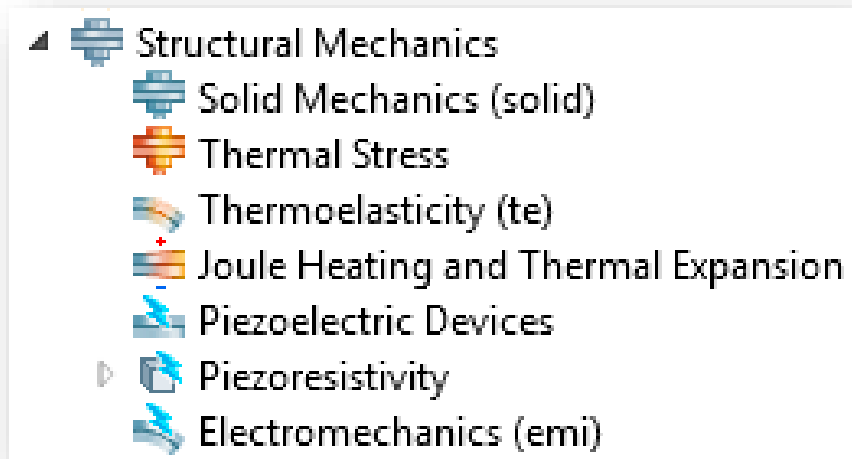 Structural Mechanics
Solid Mechanics (solid)
Thermal Stress
Thermoelasticity (te)
Joule Heating and Thermal Expansion
Piezoelectric Devices
Piezoresistivity
Electromechanics (emi)